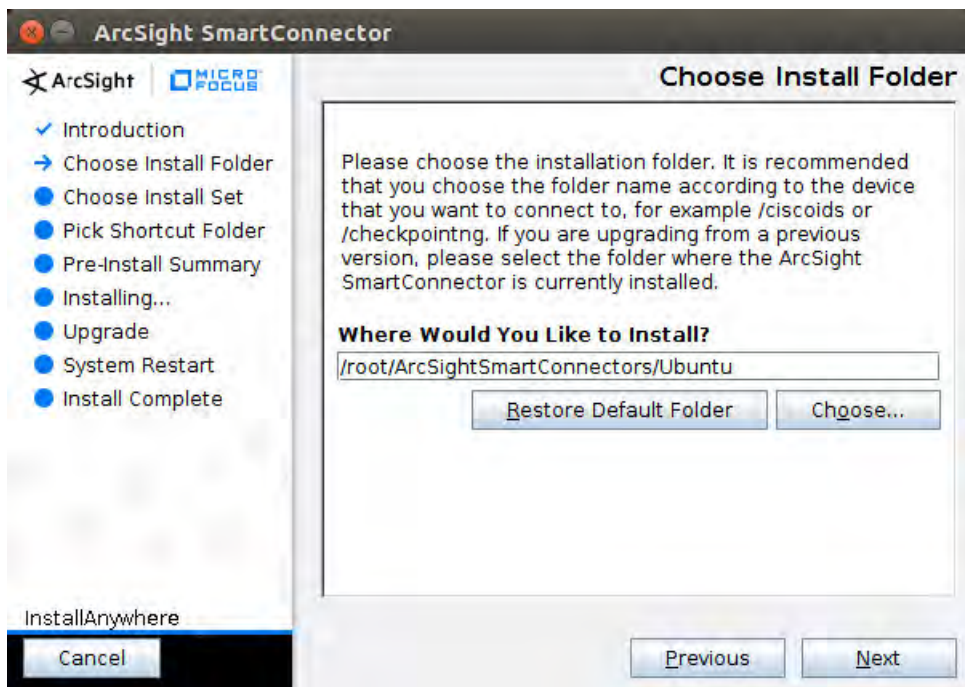 ArcSight SmartConnector
ArcSight
MICRO
FOCUS
Introduction
Choose Install Folder
Choose Install Set
Pick Shortcut Folder
Pre-Install Summary
Installing...
Upgrade
System Restart
Install Complete
InstallAnywhere
Cancel
Choose Install Folder
Please choose the installation folder. It is recommended
that you choose the folder name according to the device
that you want to connect to, for example /ciscoids or
/checkpointng. If you are upgrading from a previous
version, please select the folder where the ArcSight
SmartConnector is currently installed.
Where Would You Like to Install?
/root/ArcSightSmartConnectors/Ubuntu
Restore Default Folder
Choose...
Previous
Next